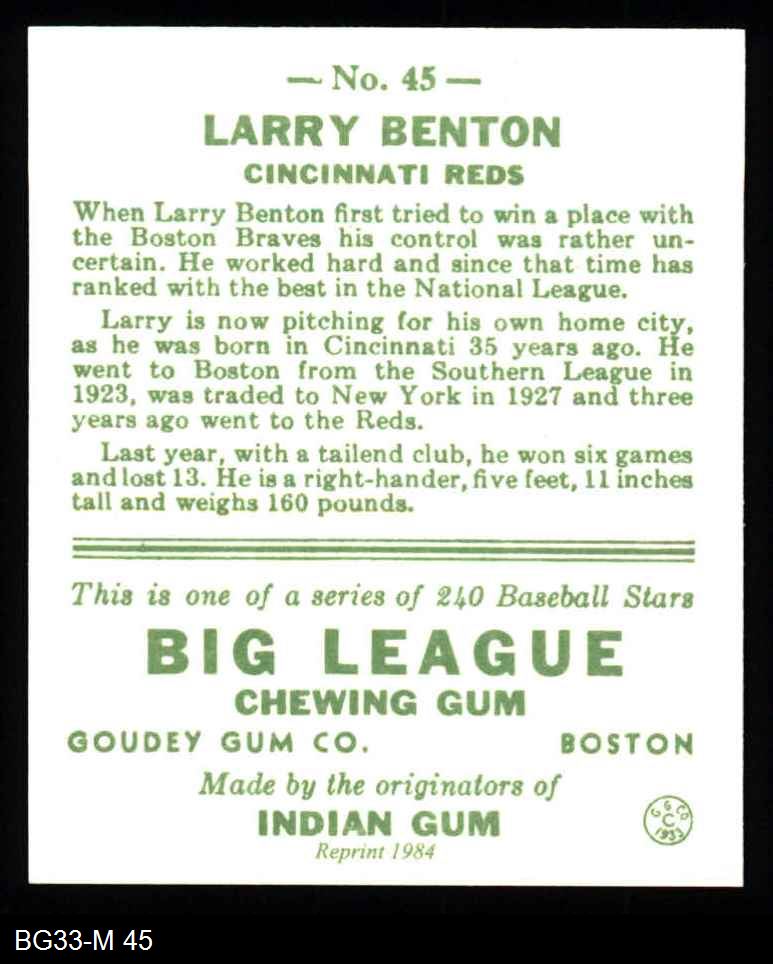 — No. 45 —
LARRY BENTON
CINCINNATI REDS
When Larry Benton first tried to win a place with
the Boston Braves his control was rather un-
certain. He worked hard and since that time has
ranked with the best in the National League.
Larry is now pitching for his own home city,
as he was born in Cincinnati 35 years ago. He
went to Boston from the Southern League in
1923, was traded to New York in 1927 and three
years ago went to the Reds.
Last year, with a tailend club, he won six games
and lost 13. He is a right-hander, five feet, 11 inches
tall and weighs 160 pounds.
This is one of a series of 240 Baseball Stars
BIG LEAGUE
CHEWING GUM
GOUDEY GUM CO. BOSTON
Made by the originators of
INDIAN GUM
Reprint 1984
G G CO
C
1933
BG33-M 45